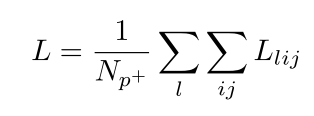 L = \frac{1}{N_{p^+}} \sum_{l} \sum_{ij} L_{lij}